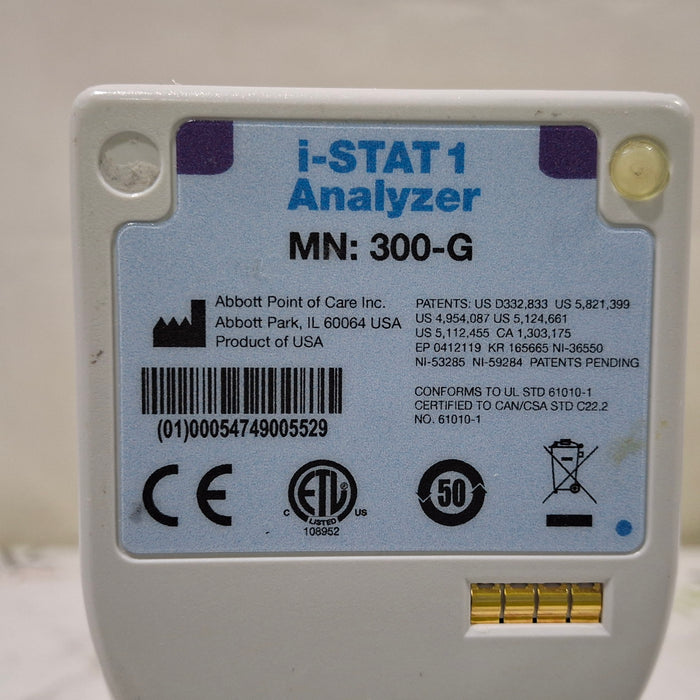 i-STAT 1
Analyzer
MN: 300-G
Abbott Point of Care Inc.
Abbott Park, IL 60064 USA
Product of USA
PATENTS: US D332,833 US 5,821,399
US 4,954,087 US 5,124,661
US 5,112,455 CA 1,303,175
EP 0412119 KR 165665 NI-36550
NI-53285 NI-59284 PATENTS PENDING
(01)00054749005529
CONFORMS TO UL STD 61010-1
CERTIFIED TO CAN/CSA STD C22.2
NO. 61010-1
CE
ETL
C LISTED US
108952
50